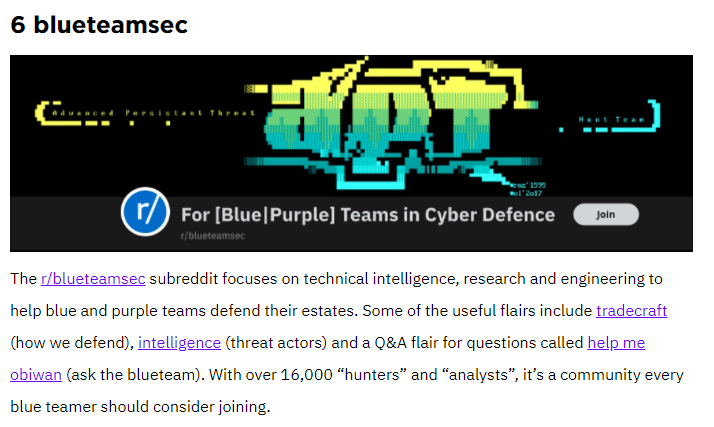 6 blueteamsec
Advanced Persistant Threat
Hunt Team
r/
For [Blue|Purple] Teams in Cyber Defence
Join
r/blueteamsec
The r/blueteamsec subreddit focuses on technical intelligence, research and engineering to
help blue and purple teams defend their estates. Some of the useful flairs include tradecraft
(how we defend), intelligence (threat actors) and a Q&A flair for questions called help me
obiwan (ask the blueteam). With over 16,000 “hunters” and “analysts”, it’s a community every
blue teamer should consider joining.